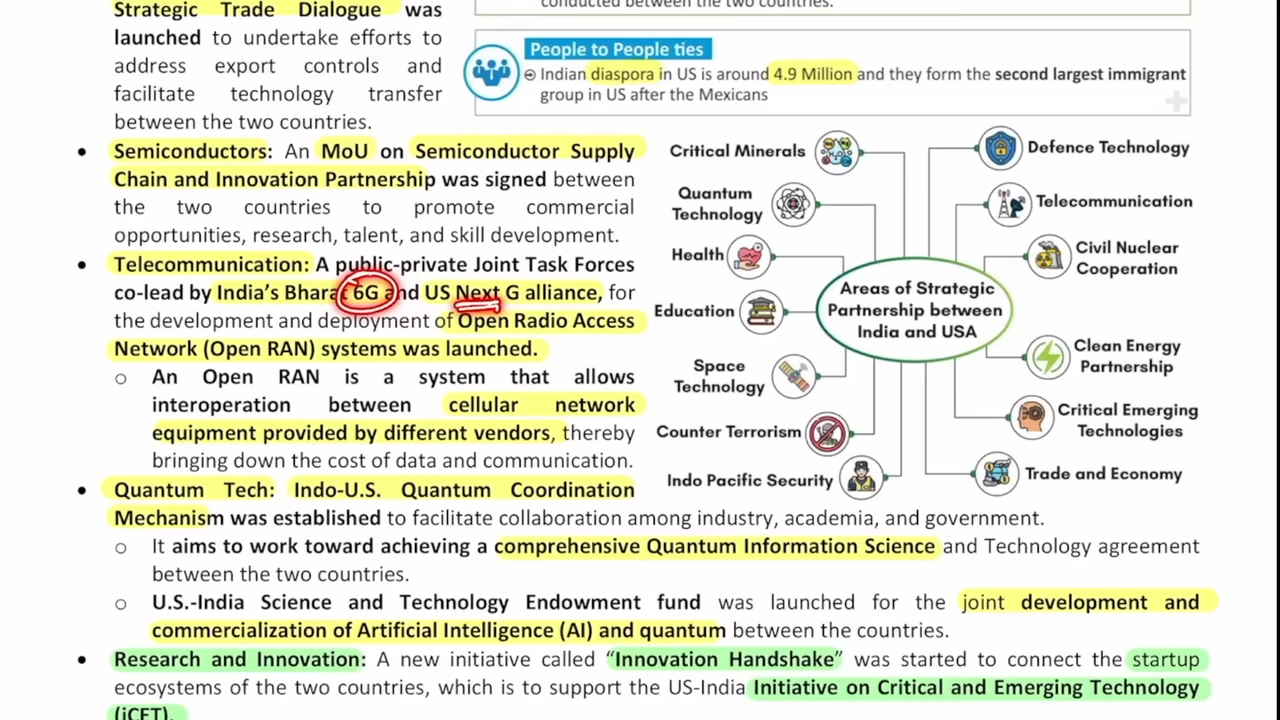 Strategic Trade Dialogue was
launched to undertake efforts to
address export controls and
facilitate technology transfer
between the two countries.
conducted between the two countries.
People to People ties
Indian diaspora in US is around 4.9 Million and they form the second largest immigrant
group in US after the Mexicans
• Semiconductors: An MoU on Semiconductor Supply
Chain and Innovation Partnership was signed between
the two countries to promote commercial
opportunities, research, talent, and skill development.
• Telecommunication: A public-private Joint Task Forces
co-lead by India's Bharat 6G and US Next G alliance, for
the development and deployment of Open Radio Access
Network (Open RAN) systems was launched.
o An Open RAN is a system that allows
interoperation between cellular network
equipment provided by different vendors, thereby
bringing down the cost of data and communication.
Critical Minerals
Quantum
Technology
Health
Education
Space
Technology
Counter Terrorism
Indo Pacific Security
Areas of Strategic
Partnership between
India and USA
Defence Technology
Telecommunication
Civil Nuclear
Cooperation
Clean Energy
Partnership
Critical Emerging
Technologies
Trade and Economy
• Quantum Tech: Indo-U.S. Quantum Coordination
Mechanism was established to facilitate collaboration among industry, academia, and government.
o It aims to work toward achieving a comprehensive Quantum Information Science and Technology agreement
between the two countries.
o U.S.-India Science and Technology Endowment fund was launched for the joint development and
commercialization of Artificial Intelligence (AI) and quantum between the countries.
• Research and Innovation: A new initiative called "Innovation Handshake" was started to connect the startup
ecosystems of the two countries, which is to support the US-India Initiative on Critical and Emerging Technology
(iCET).